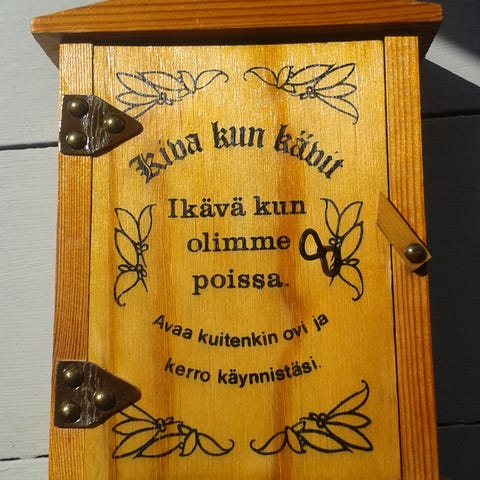 Kiva kun kävit
Ikävä kun
olimme
poissa.
Avaa kuitenkin ovi ja
kerro käynnistäsi.